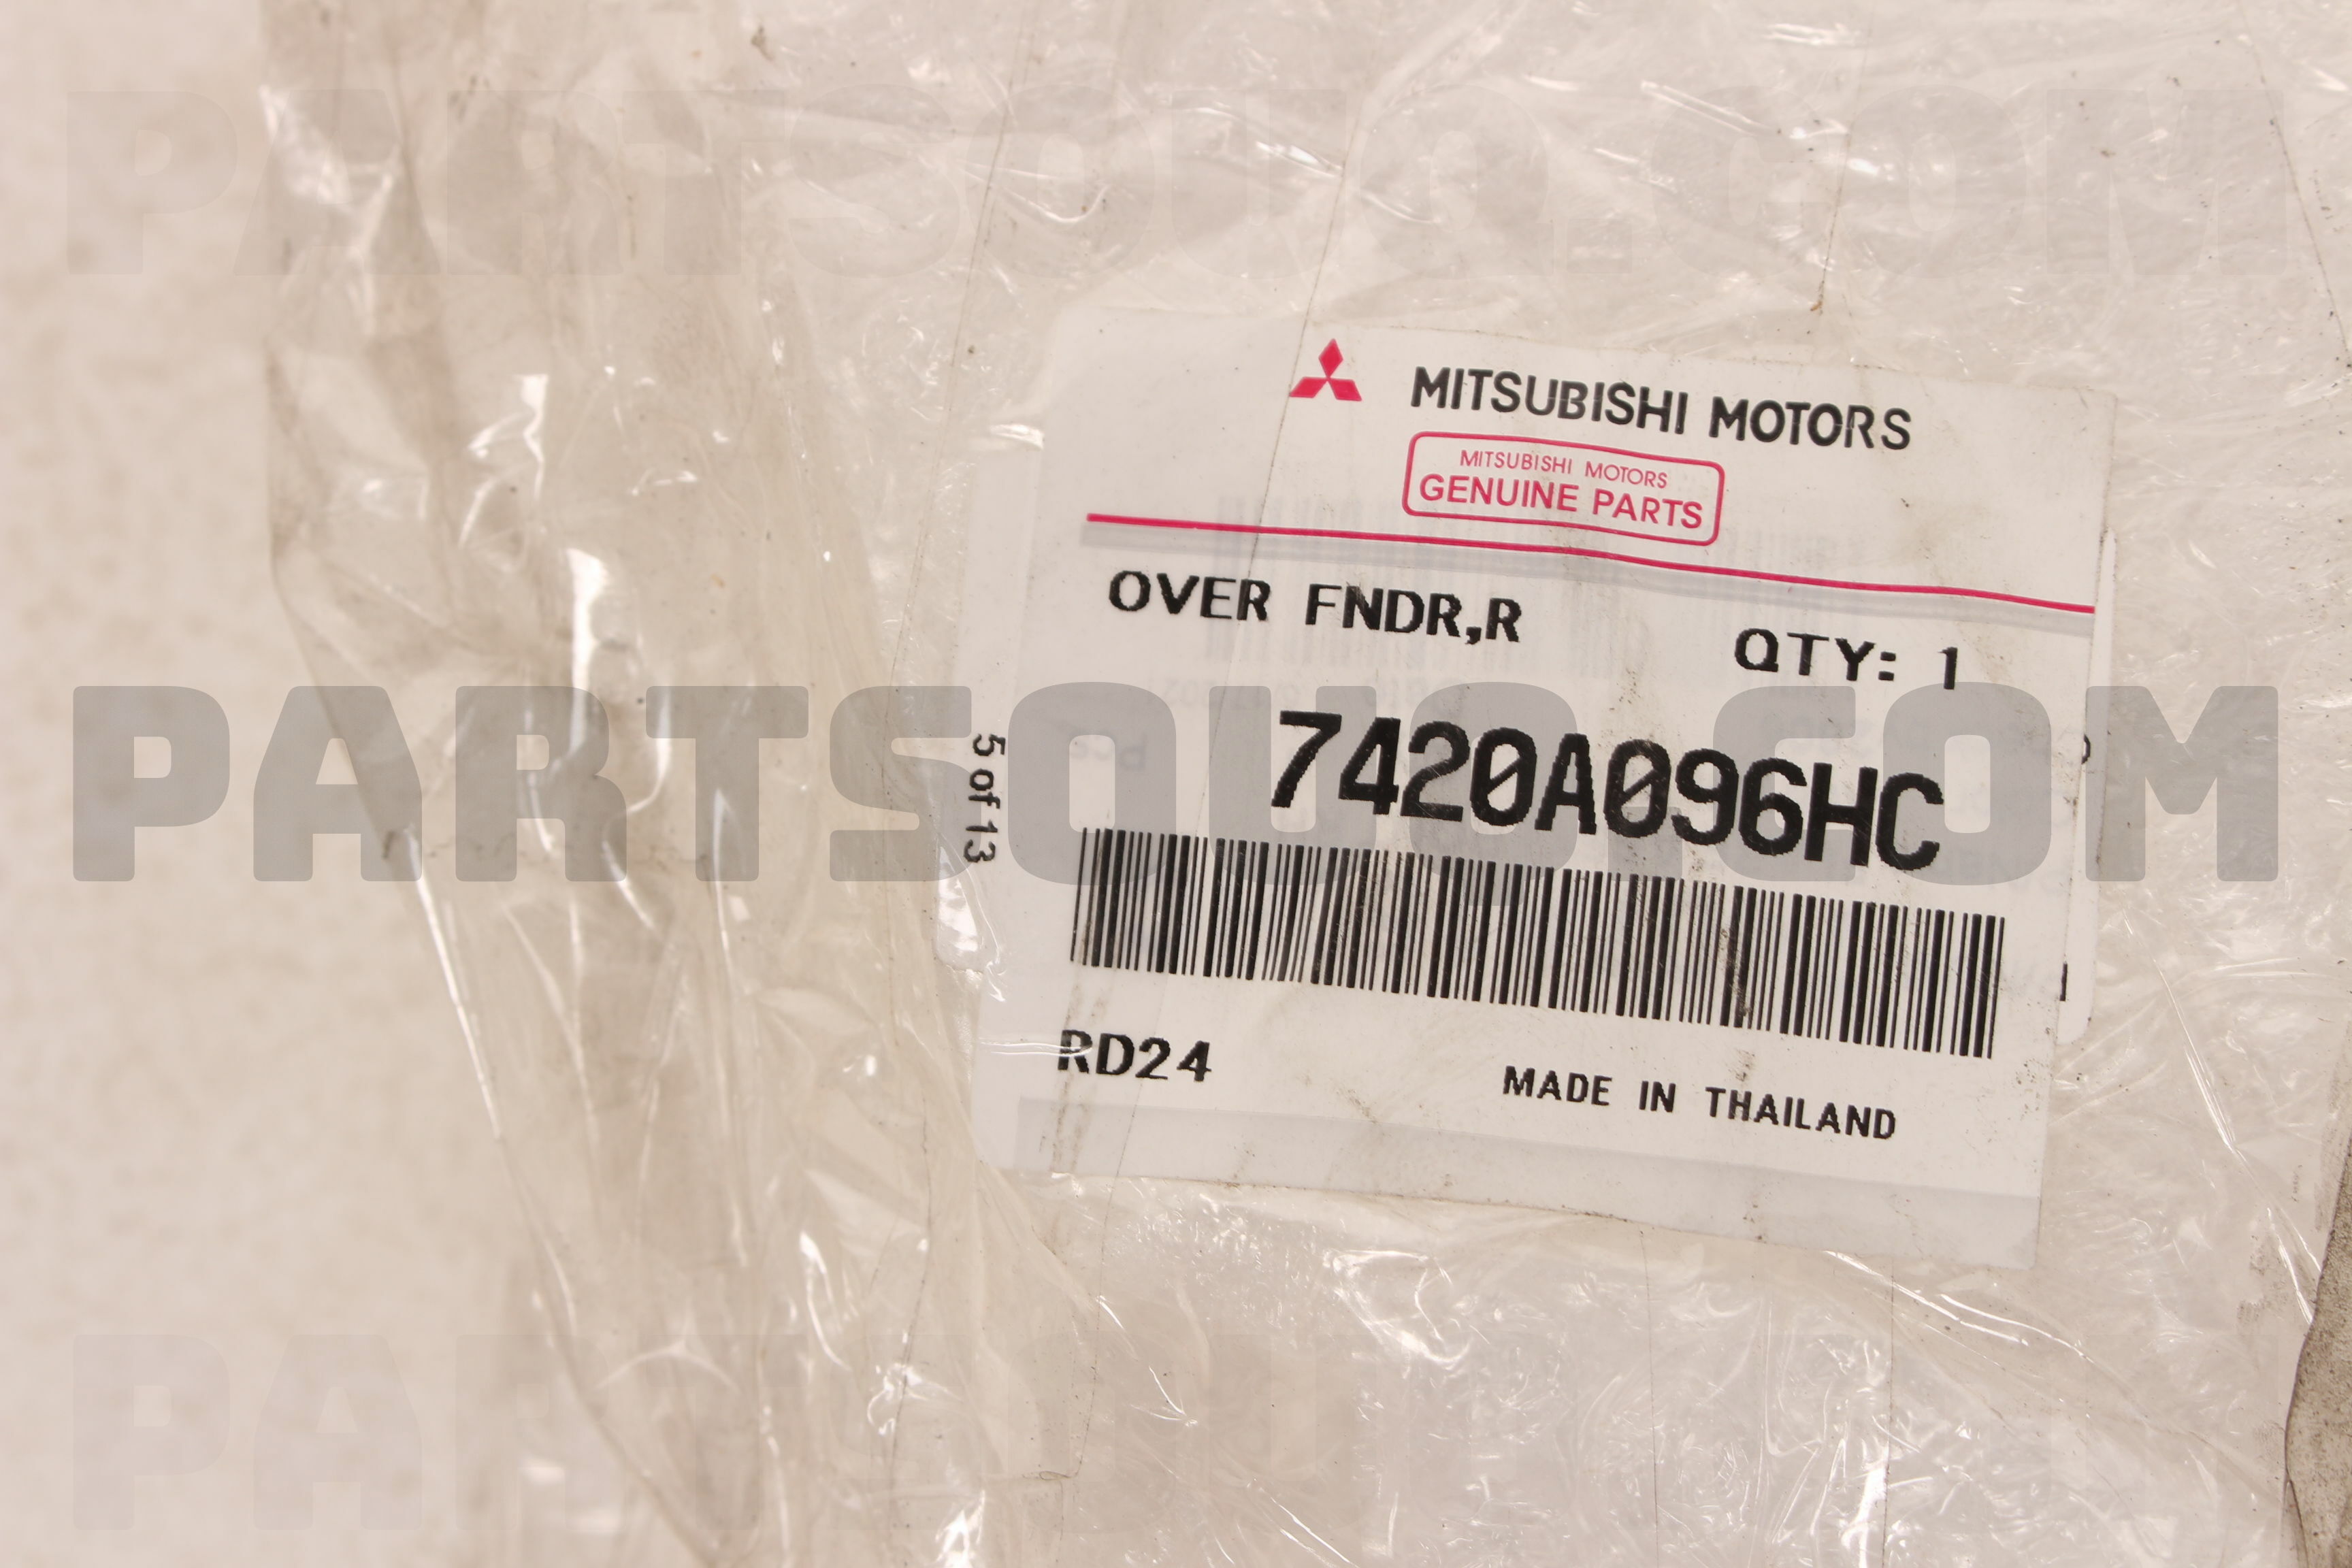 PARTSOUQ.COM
MITSUBISHI MOTORS
MITSUBISHI MOTORS
GENUINE PARTS
OVER FNDR,R
QTY: 1
7420A096HC
5 of 13
PARTSOUQ.COM
RD24
MADE IN THAILAND